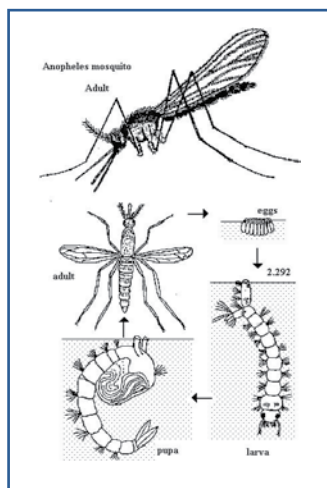 Anopheles mosquito
Adult
eggs
adult
2.292
pupa
larva